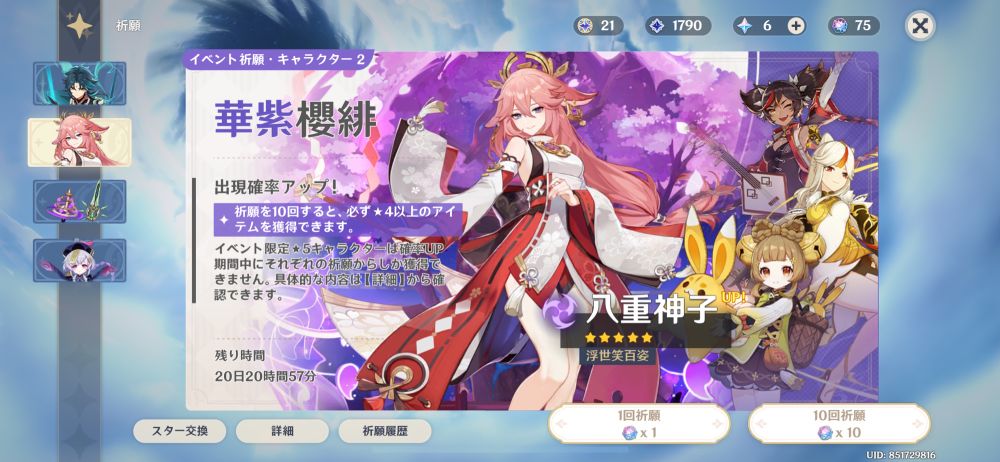 祈願
21
1790
6
75
イベント祈願・キャラクター 2
華紫櫻緋
出現確率アップ！
祈願を10回すると、必ず★4以上のアイ
テムを獲得できます。
イベント限定★5キャラクターは確率UP
期間中にそれぞれの祈願からしか獲得で
きません。具体的な内容は【詳細】から確
認できます。
残り時間
20日20時間57分
八重神子
UP!
★★★★★
浮世笑百姿
スター交換
詳細
祈願履歴
1回祈願
x 1
10回祈願
x 10
UID: 851729816